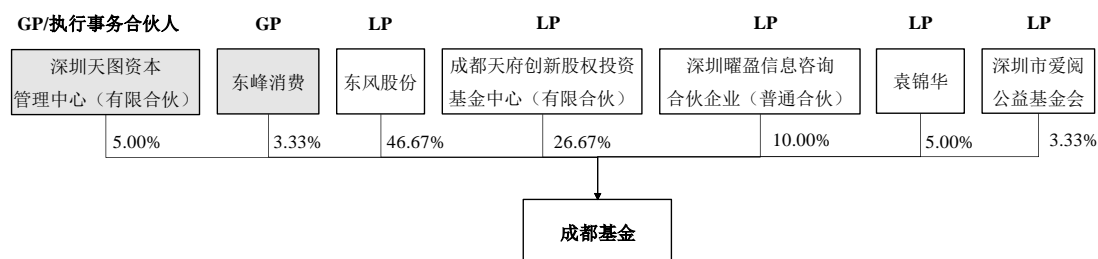 GP/执行事务合伙人 GP LP LP LP LP LP
深圳天图资本
管理中心（有限合伙）
东峰消费
东风股份
成都天府创新股权投资
基金中心（有限合伙）
深圳曜盈信息咨询
合伙企业（普通合伙）
袁锦华
深圳市爱阅
公益基金会
5.00% 3.33% 46.67% 26.67% 10.00% 5.00% 3.33%
成都基金